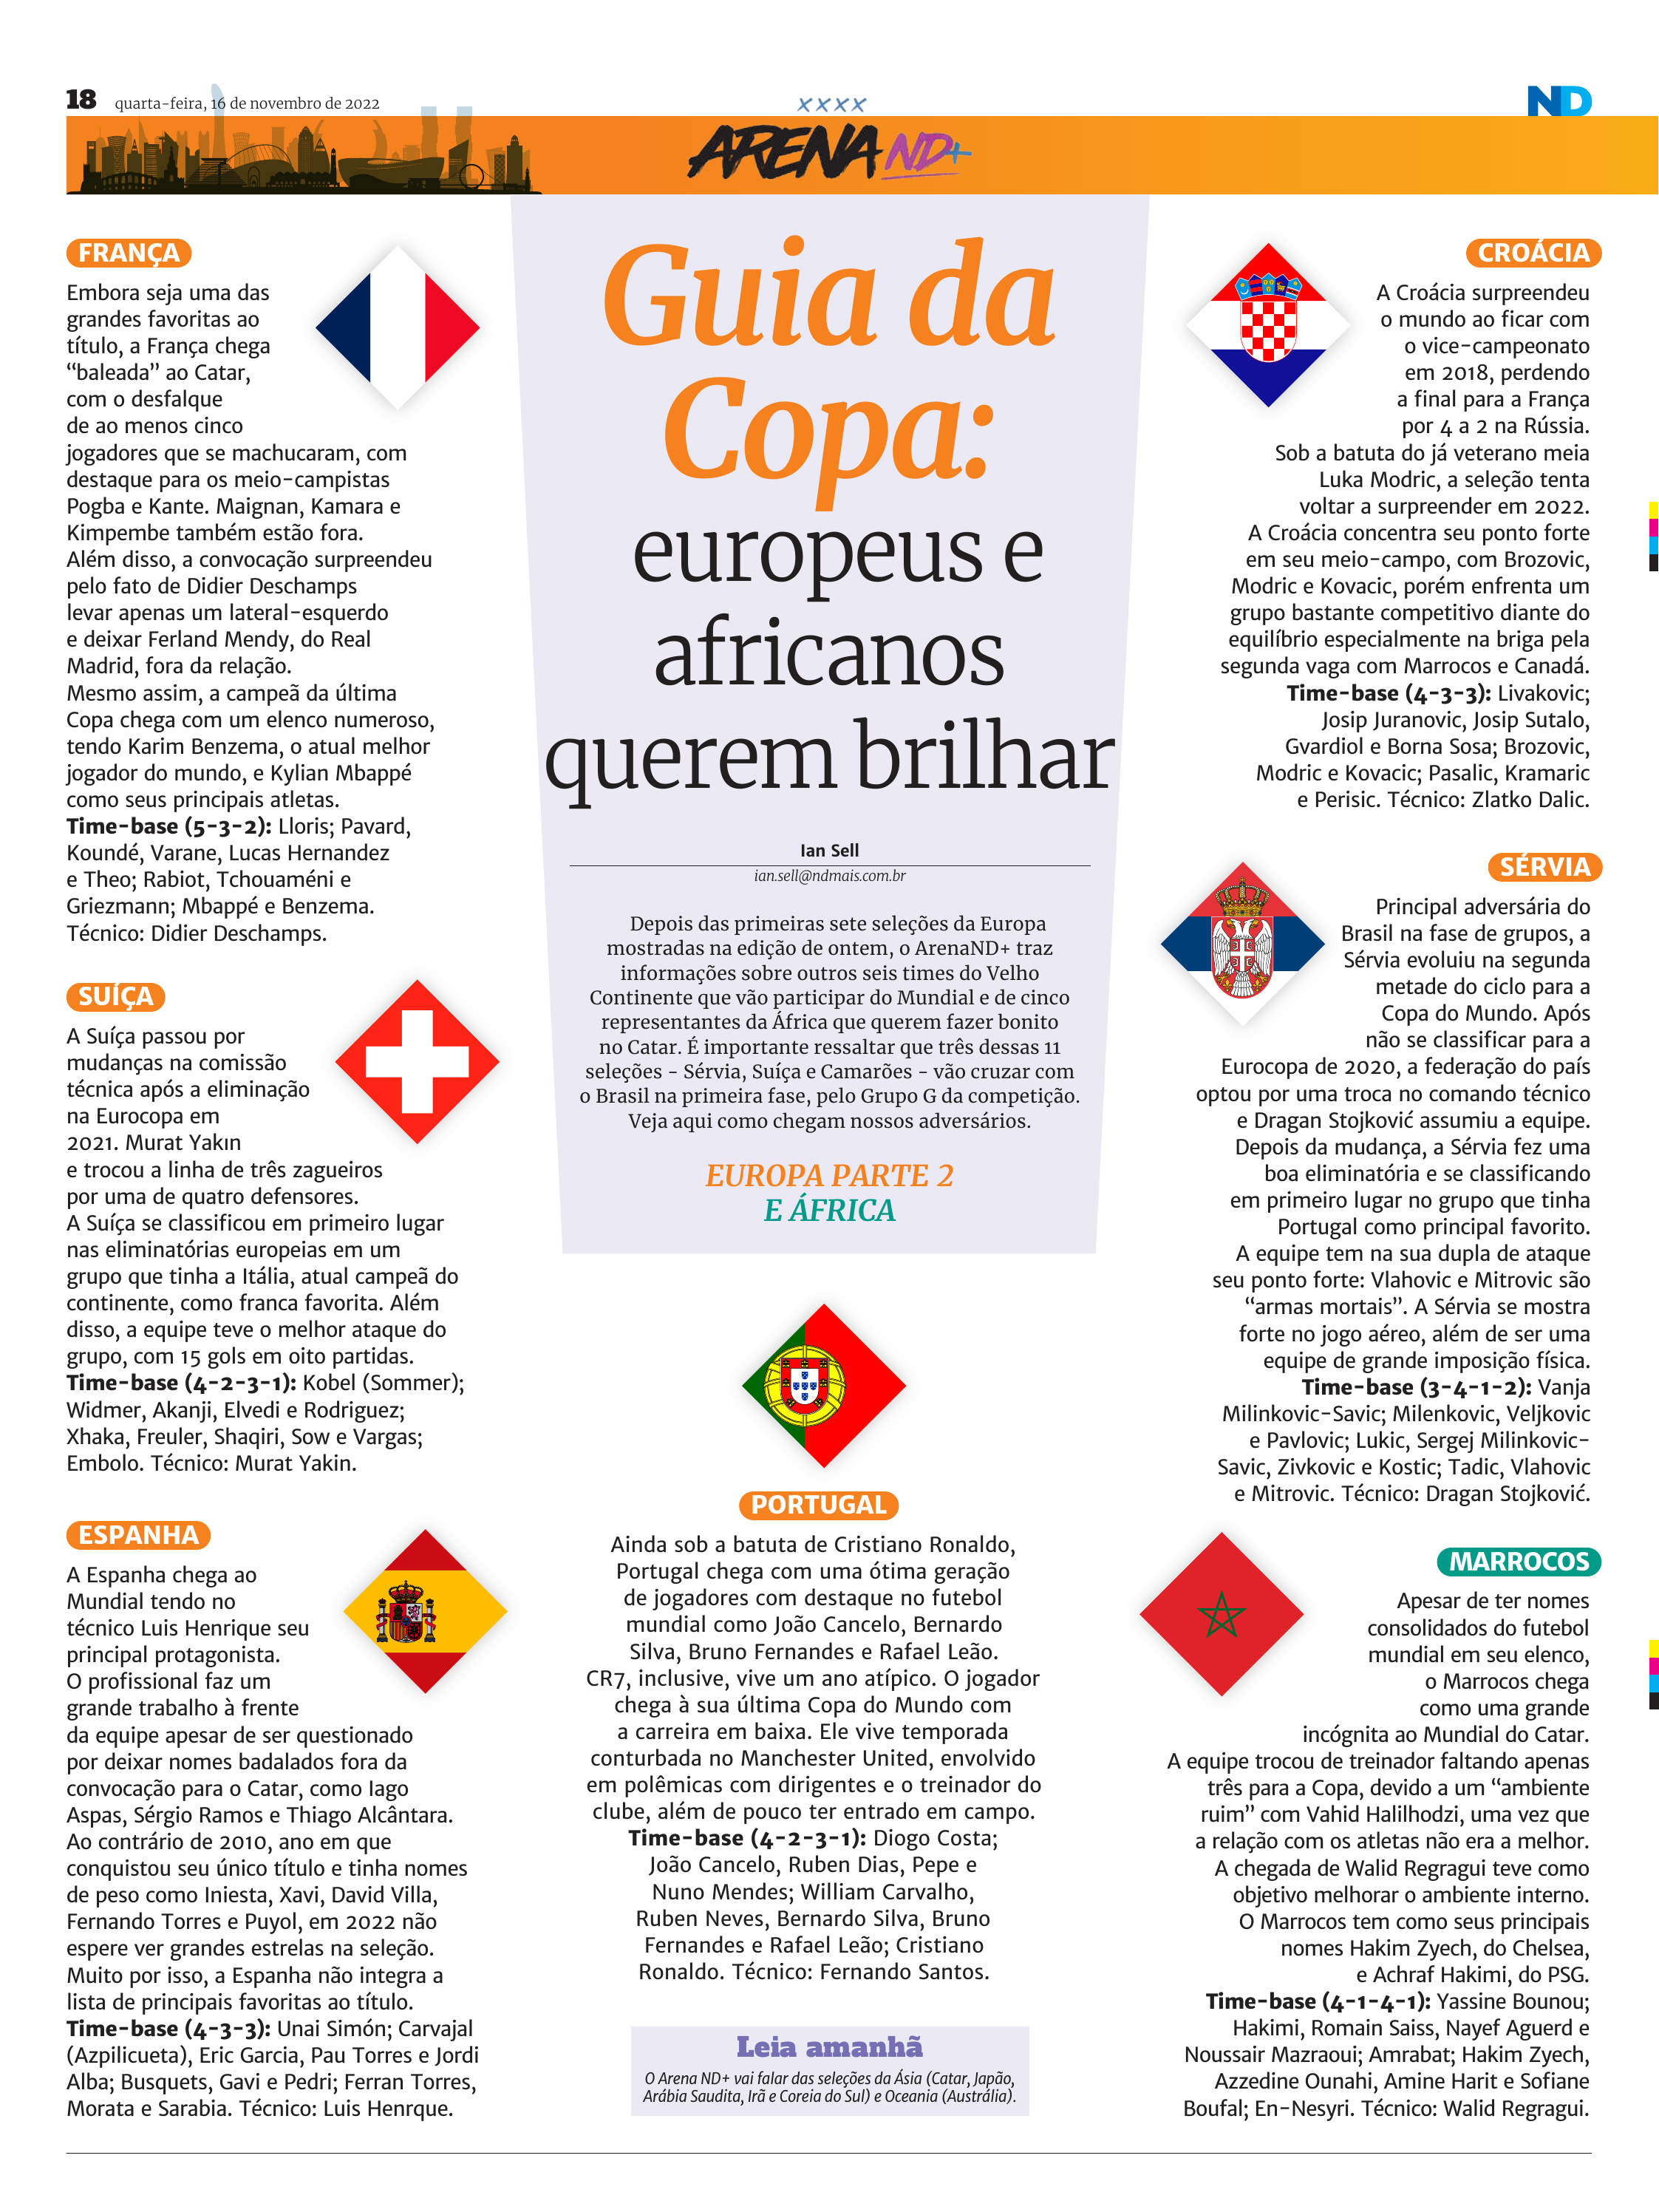 18 quarta-feira, 16 de novembro de 2022
XXXX
ND
ARENA ND+
FRANÇA
Embora seja uma das
grandes favoritas ao
título, a França chega
“baleada” ao Catar,
com o desfalque
de ao menos cinco
jogadores que se machucaram, com
destaque para os meio-campistas
Pogba e Kante. Maignan, Kamara e
Kimpembe também estão fora.
Além disso, a convocação surpreendeu
pelo fato de Didier Deschamps
levar apenas um lateral-esquerdo
e deixar Ferland Mendy, do Real
Madrid, fora da relação.
Mesmo assim, a campeã da última
Copa chega com um elenco numeroso,
tendo Karim Benzema, o atual melhor
jogador do mundo, e Kylian Mbappé
como seus principais atletas.
Time-base (5-3-2): Lloris; Pavard,
Koundé, Varane, Lucas Hernandez
e Theo; Rabiot, Tchouaméni e
Griezmann; Mbappé e Benzema.
Técnico: Didier Deschamps.
SUÍÇA
A Suíça passou por
mudanças na comissão
técnica após a eliminação
na Eurocopa em
2021. Murat Yakın
e trocou a linha de três zagueiros
por uma de quatro defensores.
A Suíça se classificou em primeiro lugar
nas eliminatórias europeias em um
grupo que tinha a Itália, atual campeã do
continente, como franca favorita. Além
disso, a equipe teve o melhor ataque do
grupo, com 15 gols em oito partidas.
Time-base (4-2-3-1): Kobel (Sommer);
Widmer, Akanji, Elvedi e Rodriguez;
Xhaka, Freuler, Shaqiri, Sow e Vargas;
Embolo. Técnico: Murat Yakin.
ESPANHA
A Espanha chega ao
Mundial tendo no
técnico Luis Henrique seu
principal protagonista.
O profissional faz um
grande trabalho à frente
da equipe apesar de ser questionado
por deixar nomes badalados fora da
convocação para o Catar, como Iago
Aspas, Sérgio Ramos e Thiago Alcântara.
Ao contrário de 2010, ano em que
conquistou seu único título e tinha nomes
de peso como Iniesta, Xavi, David Villa,
Fernando Torres e Puyol, em 2022 não
espere ver grandes estrelas na seleção.
Muito por isso, a Espanha não integra a
lista de principais favoritas ao título.
Time-base (4-3-3): Unai Simón; Carvajal
(Azpilicueta), Eric Garcia, Pau Torres e Jordi
Alba; Busquets, Gavi e Pedri; Ferran Torres,
Morata e Sarabia. Técnico: Luis Henrque.
Guia da
Copa:
europeus e
africanos
querem brilhar
Ian Sell
ian.sell@ndmais.com.br
Depois das primeiras sete seleções da Europa
mostradas na edição de ontem, o ArenaND+ traz
informações sobre outros seis times do Velho
Continente que vão participar do Mundial e de cinco
representantes da África que querem fazer bonito
no Catar. É importante ressaltar que três dessas 11
seleções - Sérvia, Suíça e Camarões - vão cruzar com
o Brasil na primeira fase, pelo Grupo G da competição.
Veja aqui como chegam nossos adversários.
EUROPA PARTE 2
E ÁFRICA
PORTUGAL
Ainda sob a batuta de Cristiano Ronaldo,
Portugal chega com uma ótima geração
de jogadores com destaque no futebol
mundial como João Cancelo, Bernardo
Silva, Bruno Fernandes e Rafael Leão.
CR7, inclusive, vive um ano atípico. O jogador
chega à sua última Copa do Mundo com
a carreira em baixa. Ele vive temporada
conturbada no Manchester United, envolvido
em polêmicas com dirigentes e o treinador do
clube, além de pouco ter entrado em campo.
Time-base (4-2-3-1): Diogo Costa;
João Cancelo, Ruben Dias, Pepe e
Nuno Mendes; William Carvalho,
Ruben Neves, Bernardo Silva, Bruno
Fernandes e Rafael Leão; Cristiano
Ronaldo. Técnico: Fernando Santos.
Leia amanhã
O Arena ND+ vai falar das seleções da Ásia (Catar, Japão,
Arábia Saudita, Irã e Coreia do Sul) e Oceania (Austrália).
CROÁCIA
A Croácia surpreendeu
o mundo ao ficar com
o vice-campeonato
em 2018, perdendo
a final para a França
por 4 a 2 na Rússia.
Sob a batuta do já veterano meia
Luka Modric, a seleção tenta
voltar a surpreender em 2022.
A Croácia concentra seu ponto forte
em seu meio-campo, com Brozovic,
Modric e Kovacic, porém enfrenta um
grupo bastante competitivo diante do
equilíbrio especialmente na briga pela
segunda vaga com Marrocos e Canadá.
Time-base (4-3-3): Livakovic;
Josip Juranovic, Josip Sutalo,
Gvardiol e Borna Sosa; Brozovic,
Modric e Kovacic; Pasalic, Kramaric
e Perisic. Técnico: Zlatko Dalic.
SÉRVIA
Principal adversária do
Brasil na fase de grupos, a
Sérvia evoluiu na segunda
metade do ciclo para a
Copa do Mundo. Após
não se classificar para a
Eurocopa de 2020, a federação do país
optou por uma troca no comando técnico
e Dragan Stojković assumiu a equipe.
Depois da mudança, a Sérvia fez uma
boa eliminatória e se classificando
em primeiro lugar no grupo que tinha
Portugal como principal favorito.
A equipe tem na sua dupla de ataque
seu ponto forte: Vlahovic e Mitrovic são
“armas mortais”. A Sérvia se mostra
forte no jogo aéreo, além de ser uma
equipe de grande imposição física.
Time-base (3-4-1-2): Vanja
Milinkovic-Savic; Milenkovic, Veljkovic
e Pavlovic; Lukic, Sergej Milinkovic-
Savic, Zivkovic e Kostic; Tadic, Vlahovic
e Mitrovic. Técnico: Dragan Stojković.
MARROCOS
Apesar de ter nomes
consolidados do futebol
mundial em seu elenco,
o Marrocos chega
como uma grande
incógnita ao Mundial do Catar.
A equipe trocou de treinador faltando apenas
três para a Copa, devido a um “ambiente
ruim” com Vahid Halilhodzi, uma vez que
a relação com os atletas não era a melhor.
A chegada de Walid Regragui teve como
objetivo melhorar o ambiente interno.
O Marrocos tem como seus principais
nomes Hakim Zyech, do Chelsea,
e Achraf Hakimi, do PSG.
Time-base (4-1-4-1): Yassine Bounou;
Hakimi, Romain Saiss, Nayef Aguerd e
Noussair Mazraoui; Amrabat; Hakim Zyech,
Azzedine Ounahi, Amine Harit e Sofiane
Boufal; En-Nesyri. Técnico: Walid Regragui.